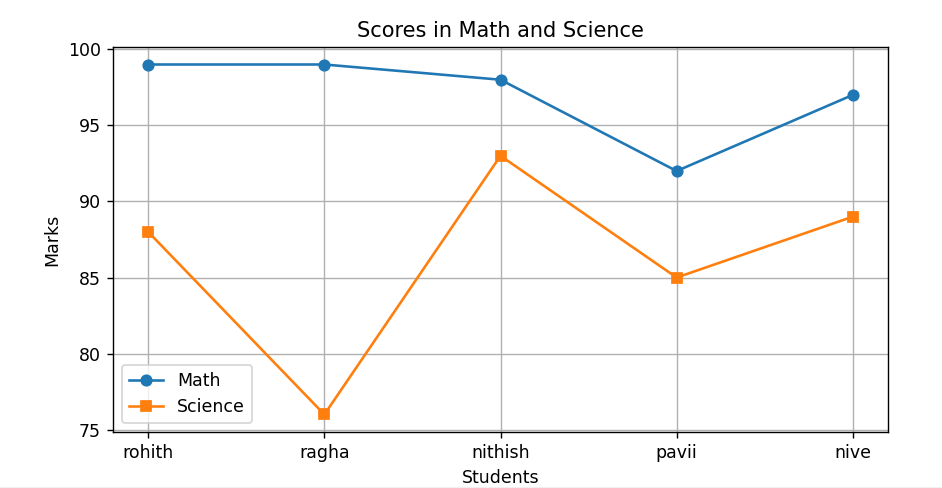 Scores in Math and Science
Marks
100
95
90
85
80
75
Math
Science
rohith ragha nithish pavii nive
Students